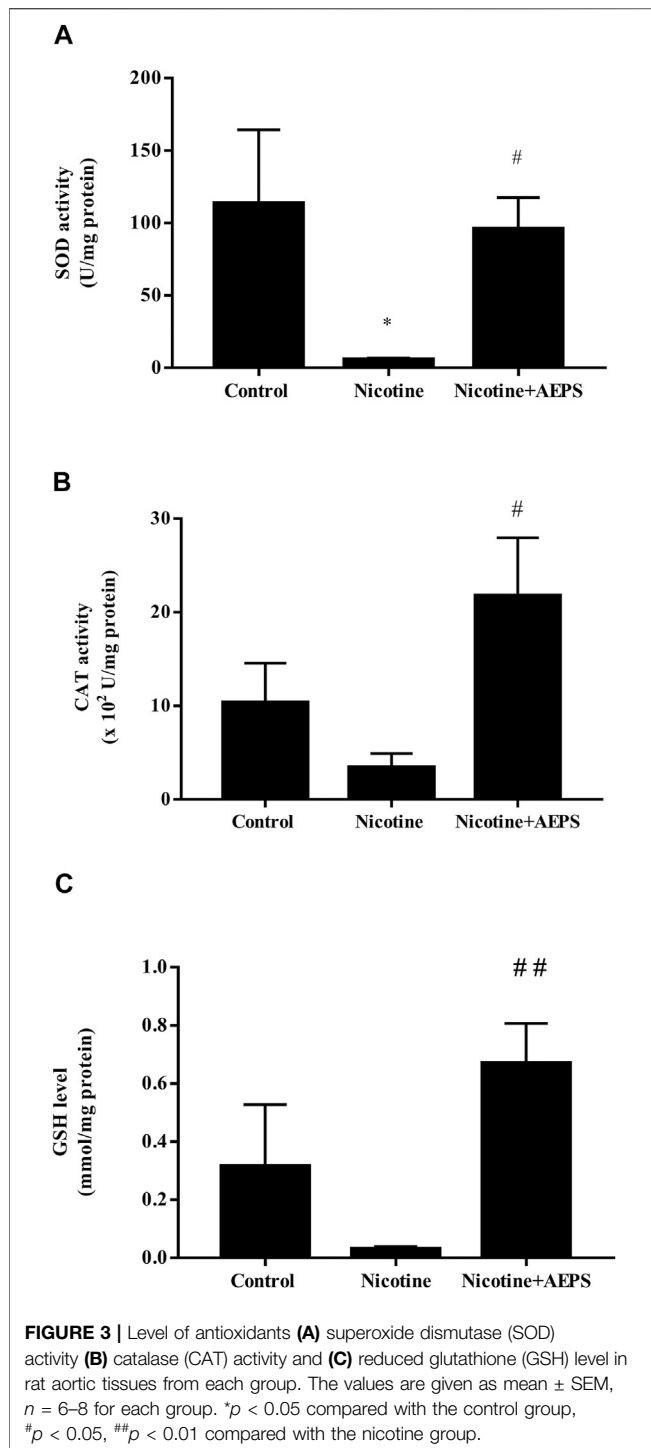 A
200
150
100
50
0
SOD activity
(U/mg protein)
*
#
Control Nicotine Nicotine+AEPS
B
30
20
10
0
CAT activity
(x 10² U/mg protein)
#
Control Nicotine Nicotine+AEPS
C
1.0
0.8
0.6
0.4
0.2
0.0
GSH level
(mmol/mg protein)
##
Control Nicotine Nicotine+AEPS
FIGURE 3 | Level of antioxidants (A) superoxide dismutase (SOD)
activity (B) catalase (CAT) activity and (C) reduced glutathione (GSH) level in
rat aortic tissues from each group. The values are given as mean ± SEM,
n = 6–8 for each group. *p < 0.05 compared with the control group,
#p < 0.05, ##p < 0.01 compared with the nicotine group.